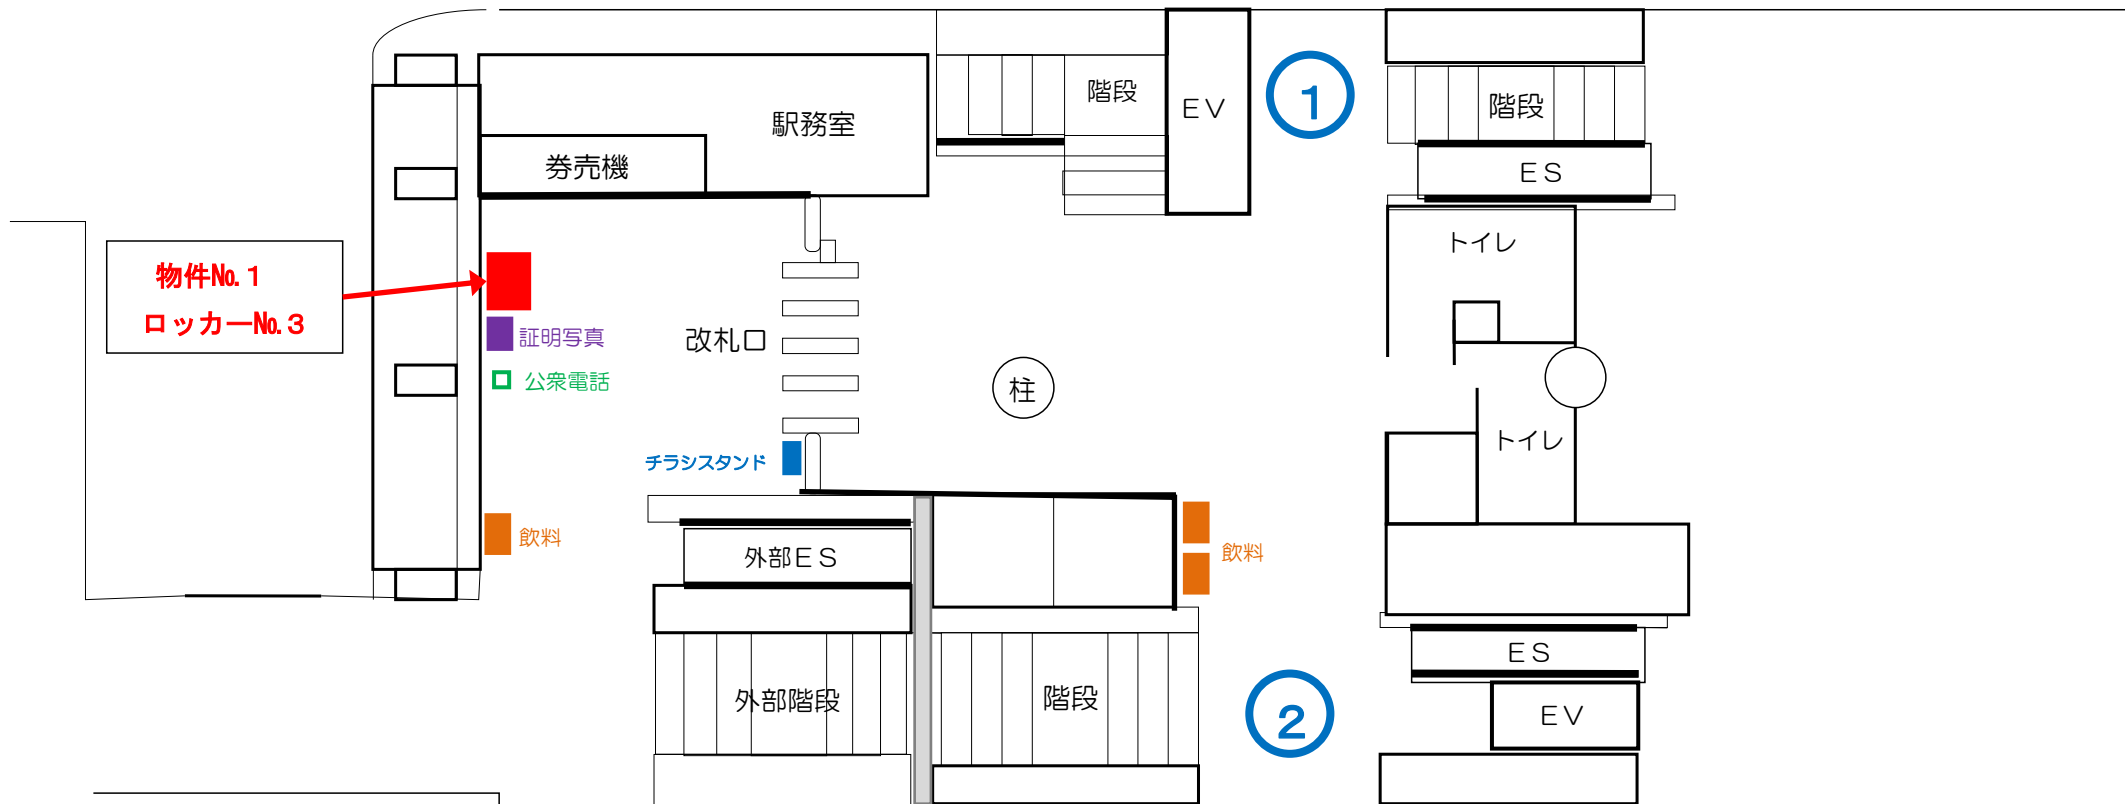 階段
EV
1
階段
駅務室
券売機
ES
トイレ
物件№.1
ロッカー№.3
証明写真
改札口
公衆電話
柱
トイレ
チラシスタンド
飲料
外部ES
飲料
ES
外部階段
階段
2
EV